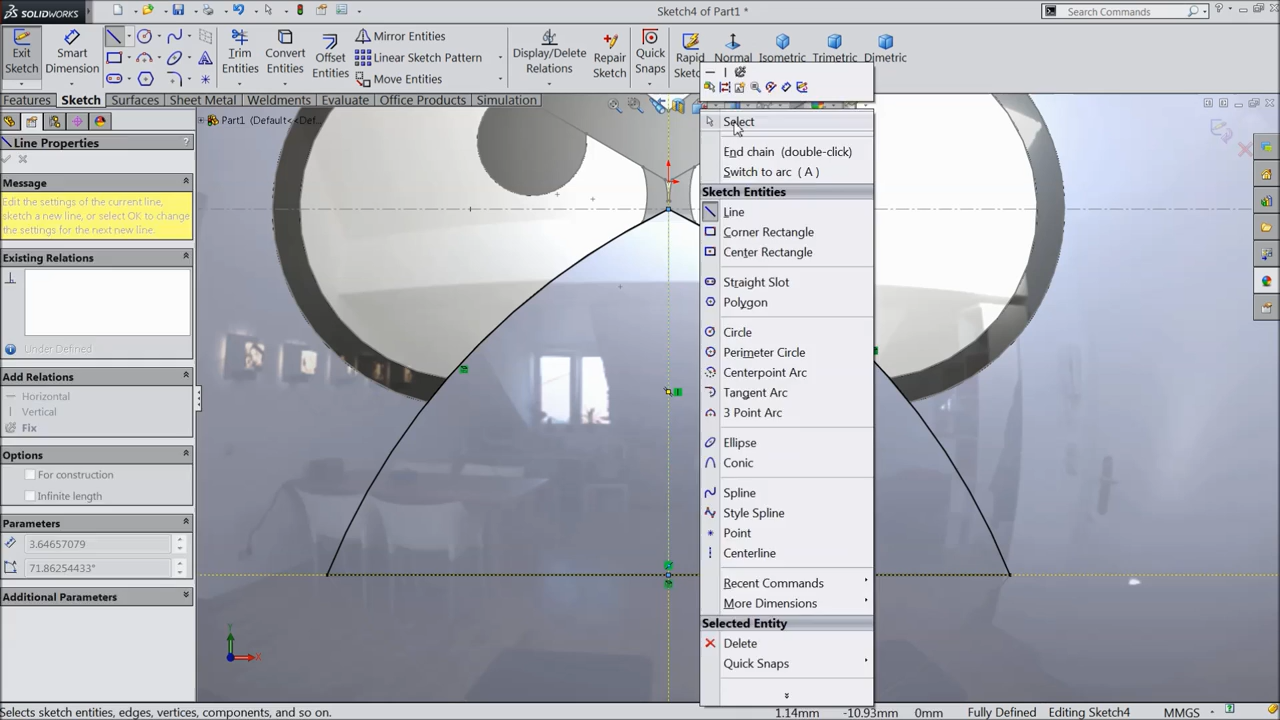 SOLIDWORKS
Sketch4 of Part1 *
Search Commands
Exit Sketch
Smart Dimension
Trim Entities
Convert Entities
Offset Entities
Mirror Entities
Linear Sketch Pattern
Move Entities
Display/Delete Relations
Repair Sketch
Quick Snaps
Rapid
Sketc
Normal
Isometric
Trimetric
Dimetric
Features
Sketch
Surfaces
Sheet Metal
Weldments
Evaluate
Office Products
Simulation
Part1 (Default<<Def...
Line Properties
Message
Edit the settings of the current line,
sketch a new line, or select OK to change
the settings for the next new line.
Existing Relations
Under Defined
Add Relations
Horizontal
Vertical
Fix
Options
For construction
Infinite length
Parameters
3.64657079
71.86254433°
Additional Parameters
Select
End chain (double-click)
Switch to arc ( A )
Sketch Entities
Line
Corner Rectangle
Center Rectangle
Straight Slot
Polygon
Circle
Perimeter Circle
Centerpoint Arc
Tangent Arc
3 Point Arc
Ellipse
Conic
Spline
Style Spline
Point
Centerline
Recent Commands
More Dimensions
Selected Entity
Delete
Quick Snaps
Y
X
Selects sketch entities, edges, vertices, components, and so on.
1.14mm
-10.93mm
0mm
Fully Defined
Editing Sketch4
MMGS